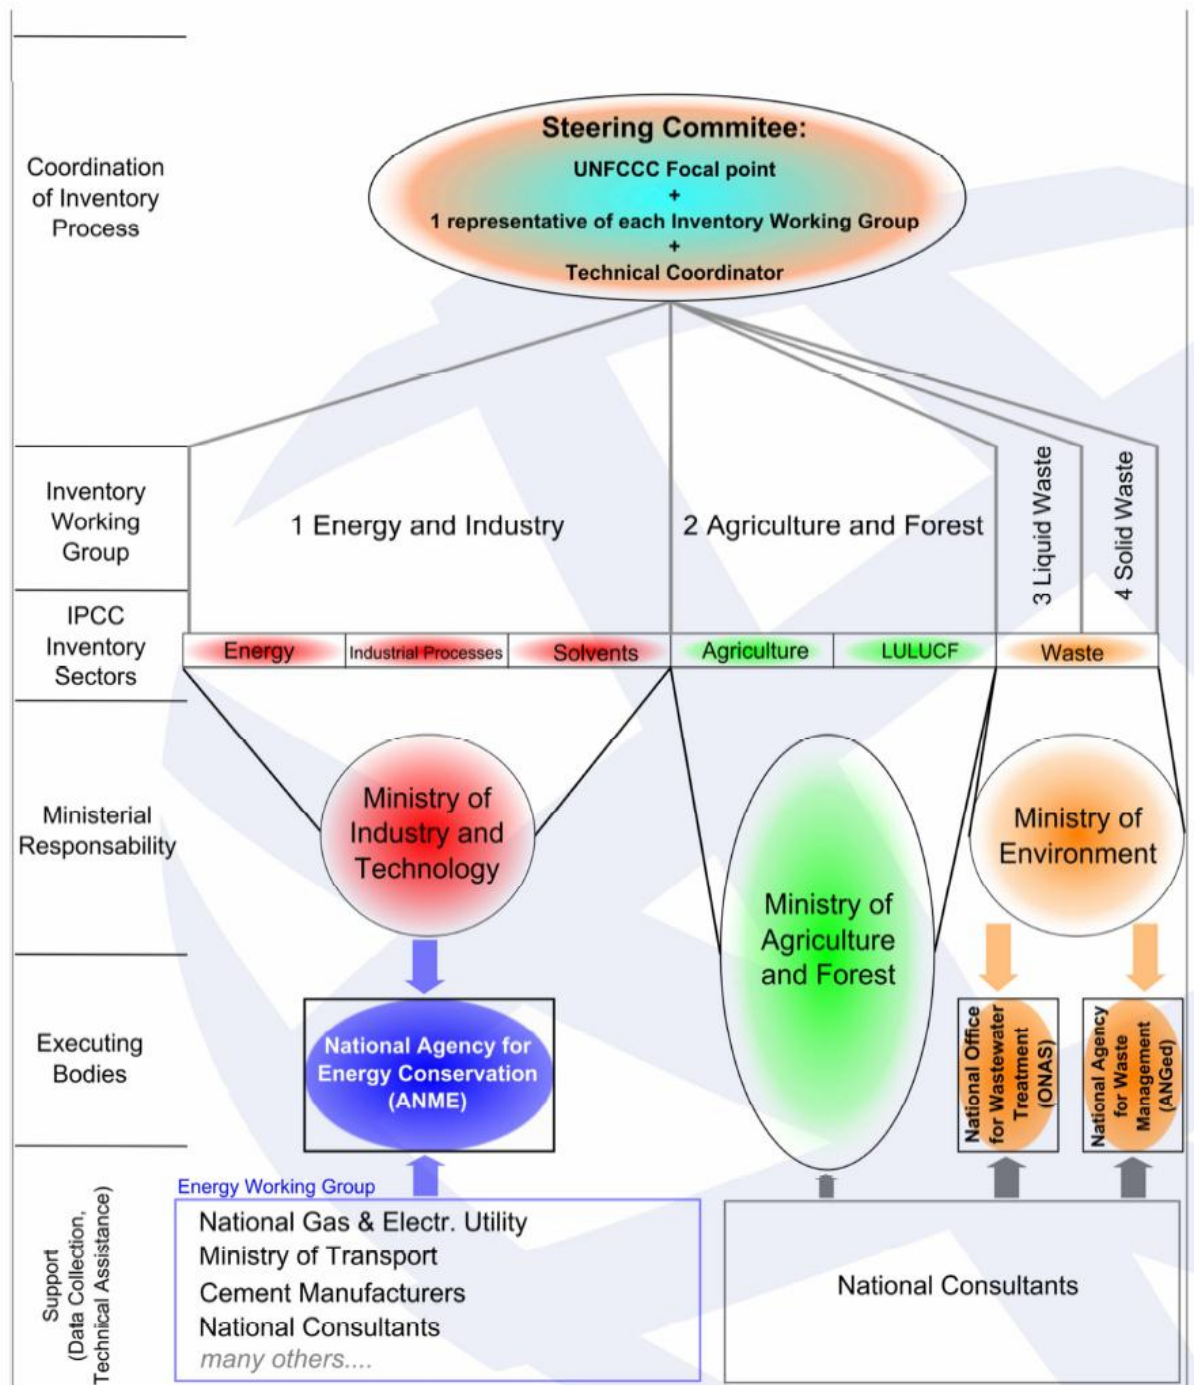 Coordination
of Inventory
Process
Steering Commitee:
UNFCCC Focal point
+
1 representative of each Inventory Working Group
+
Technical Coordinator
Inventory
Working
Group
1 Energy and Industry
2 Agriculture and Forest
3 Liquid Waste
4 Solid Waste
IPCC
Inventory
Sectors
Energy
Industrial Processes
Solvents
Agriculture
LULUCF
Waste
Ministerial
Responsability
Ministry of
Industry and
Technology
Ministry of
Agriculture
and Forest
Ministry of
Environment
Executing
Bodies
National Agency for
Energy Conservation
(ANME)
National Office
for Wastewater
Treatment
(ONAS)
National Agency
for Waste
Management
(ANGed)
Support
(Data Collection,
Technical Assistance)
Energy Working Group
National Gas & Electr. Utility
Ministry of Transport
Cement Manufacturers
National Consultants
many others....
National Consultants